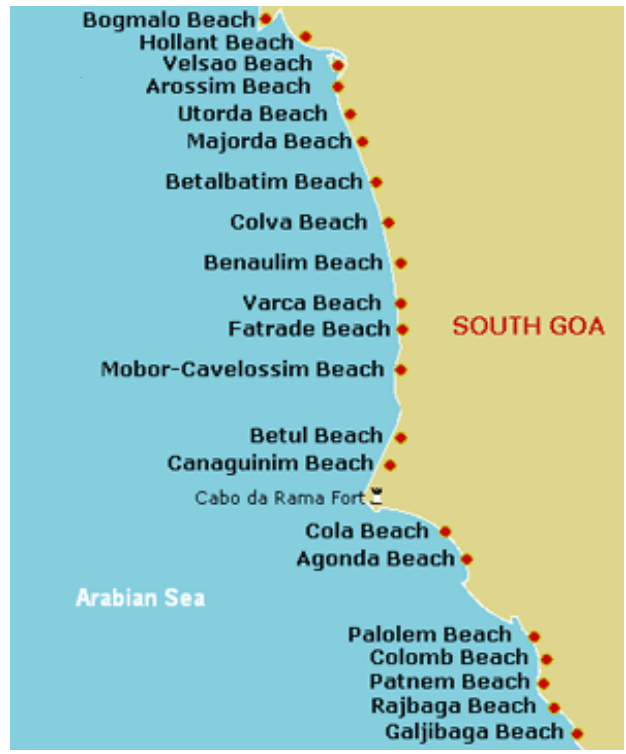 Bogmalo Beach
Hollant Beach
Velsao Beach
Arossim Beach
Utorda Beach
Majorda Beach
Betalbatim Beach
Colva Beach
Benaulim Beach
Varca Beach
Fatrade Beach
SOUTH GOA
Mobor-Cavelossim Beach
Betul Beach
Canaguinim Beach
Cabo da Rama Fort
Cola Beach
Agonda Beach
Arabian Sea
Palolem Beach
Colomb Beach
Patnem Beach
Rajbaga Beach
Galjibaga Beach